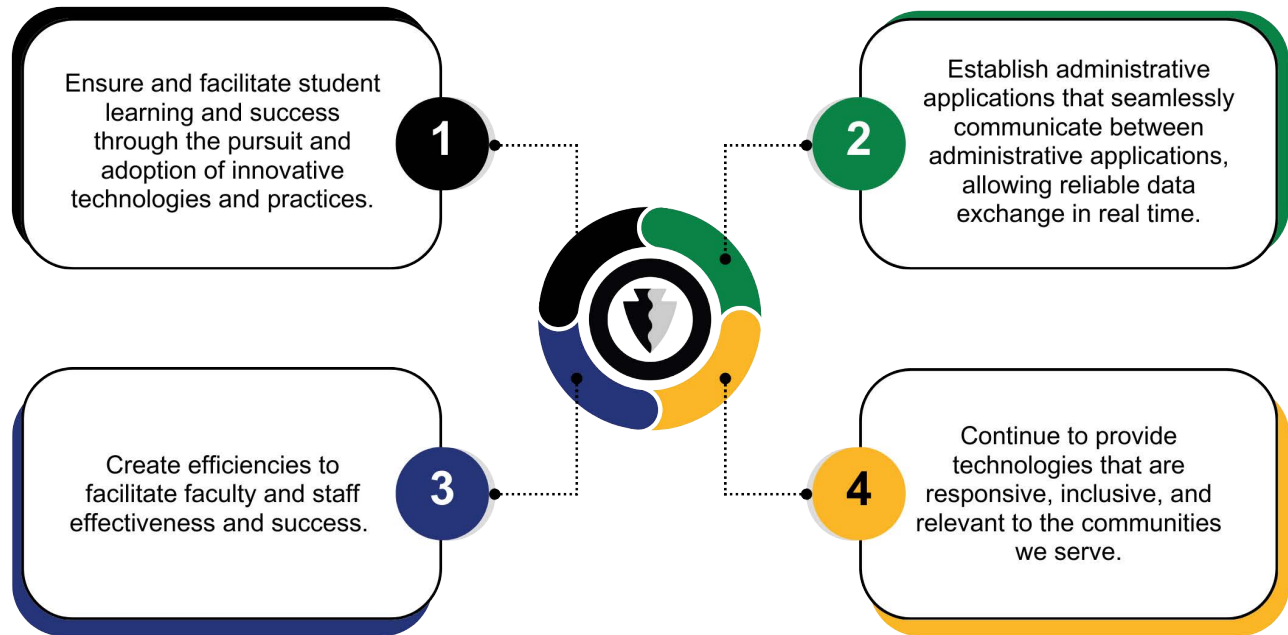 Ensure and facilitate student
learning and success
through the pursuit and
adoption of innovative
technologies and practices.
1
2
Establish administrative
applications that seamlessly
communicate between
administrative applications,
allowing reliable data
exchange in real time.
Create efficiencies to
facilitate faculty and staff
effectiveness and success.
3
4
Continue to provide
technologies that are
responsive, inclusive, and
relevant to the communities
we serve.